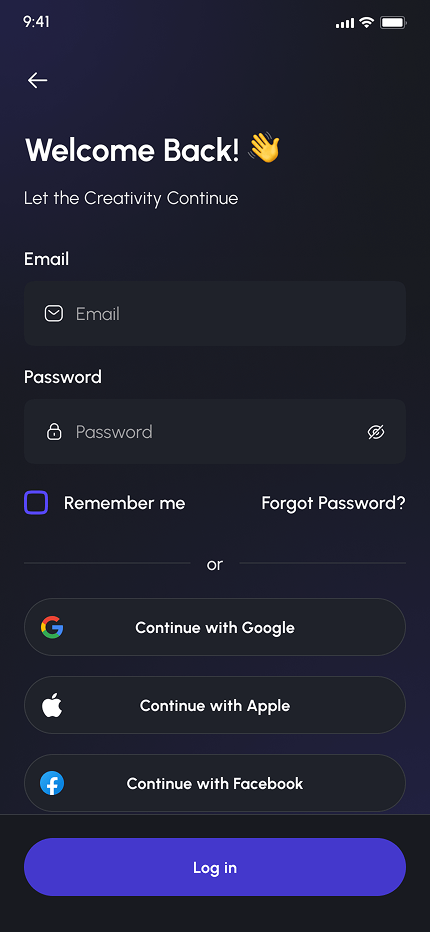 9:41
Welcome Back! 👋
Let the Creativity Continue
Email
Email
Password
Password
Remember me
Forgot Password?
or
Continue with Google
Continue with Apple
Continue with Facebook
Log in